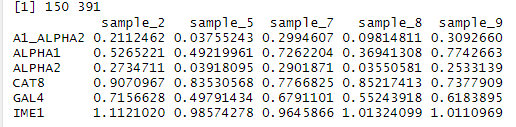 [1] 150 391
sample_2 sample_5 sample_7 sample_8 sample_9
A1_ALPHA2 0.2112462 0.03755243 0.2994607 0.09814811 0.3092660
ALPHA1 0.5265221 0.49219961 0.7262204 0.36941308 0.7742663
ALPHA2 0.2734711 0.03918095 0.2901871 0.03550581 0.2533139
CAT8 0.9070967 0.83530568 0.7766825 0.85217413 0.7377909
GAL4 0.7156628 0.49791434 0.6791101 0.55243918 0.6183895
IME1 1.1121020 0.98574278 0.9645866 1.01324099 1.0110969